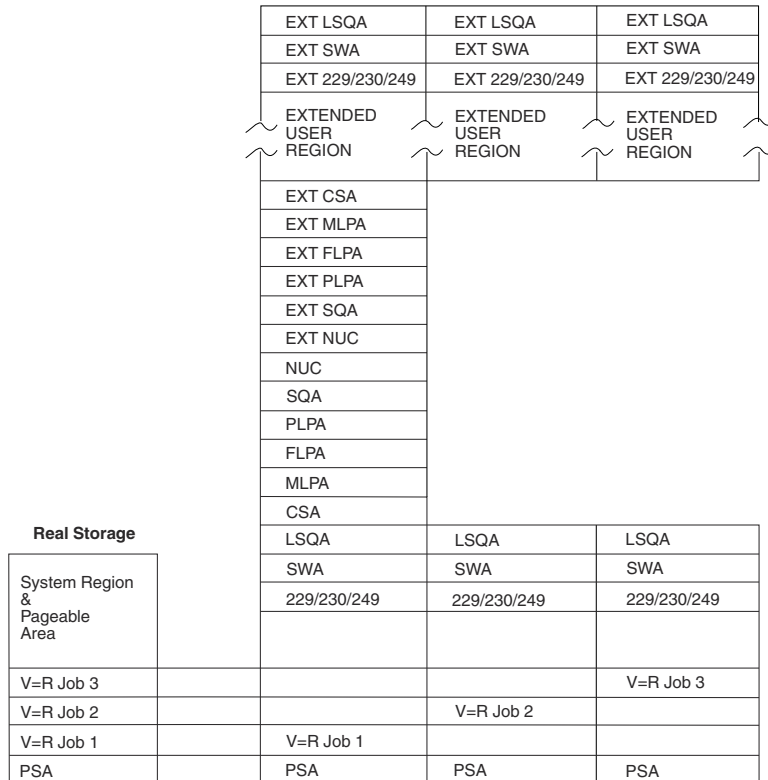 EXT LSQA EXT LSQA EXT LSQA
EXT SWA EXT SWA EXT SWA
EXT 229/230/249 EXT 229/230/249 EXT 229/230/249
EXTENDED EXTENDED EXTENDED
USER USER USER
REGION REGION REGION
EXT CSA
EXT MLPA
EXT FLPA
EXT PLPA
EXT SQA
EXT NUC
NUC
SQA
PLPA
FLPA
MLPA
CSA
Real Storage
LSQA LSQA LSQA
SWA SWA SWA
System Region
&
Pageable
Area
229/230/249 229/230/249 229/230/249
V=R Job 3 V=R Job 3
V=R Job 2 V=R Job 2
V=R Job 1 V=R Job 1
PSA PSA PSA PSA